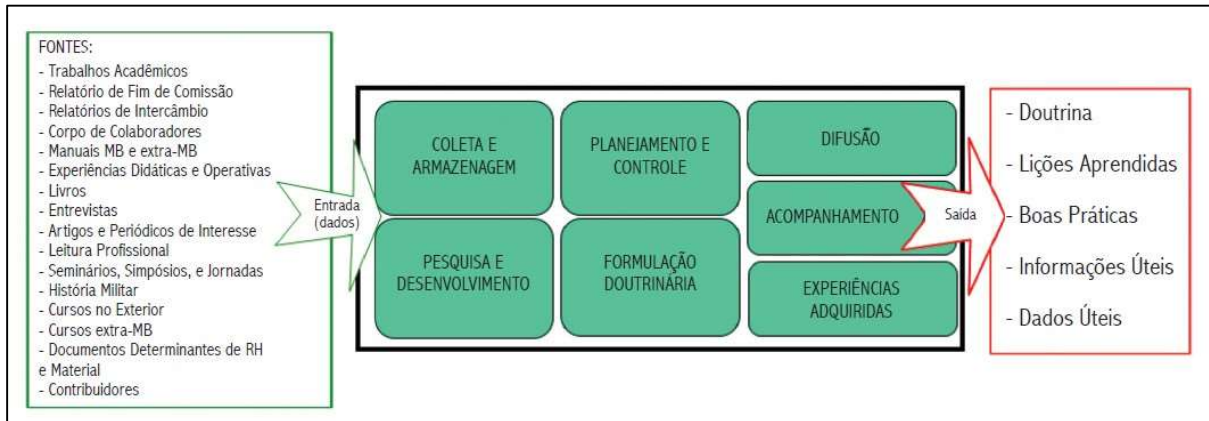 FONTES:
- Trabalhos Acadêmicos
- Relatório de Fim de Comissão
- Relatórios de Intercâmbio
- Corpo de Colaboradores
- Manuais MB e extra-MB
- Experiências Didáticas e Operativas
- Livros
- Entrevistas
- Artigos e Periódicos de Interesse
- Leitura Profissional
- Seminários, Simpósios, e Jornadas
- História Militar
- Cursos no Exterior
- Cursos extra-MB
- Documentos Determinantes de RH
e Material
- Contribuidores
Entrada
(dados)
COLETA E
ARMAZENAGEM
PLANEJAMENTO E
CONTROLE
DIFUSÃO
ACOMPANHAMENTO
PESQUISA E
DESENVOLVIMENTO
FORMULAÇÃO
DOUTRINÁRIA
EXPERIÊNCIAS
ADQUIRIDAS
Saída
- Doutrina
- Lições Aprendidas
- Boas Práticas
- Informações Úteis
- Dados Úteis